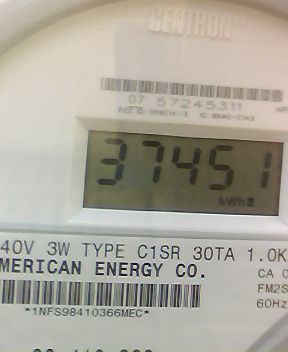 CENTRON
07 57245311
37451
kWh
40V 3W TYPE C1SR 30TA 1.0K
MERICAN ENERGY CO.
CA 0
FM2S
60Hz
*1NFS98410366MEC*